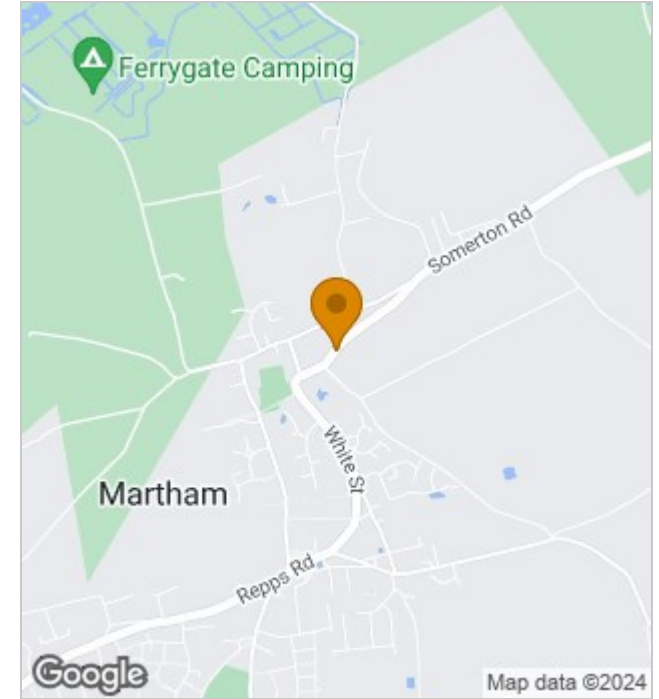 Ferrygate Camping
Somerton Rd
White St
Martham
Repps Rd
Google
Map data ©2024